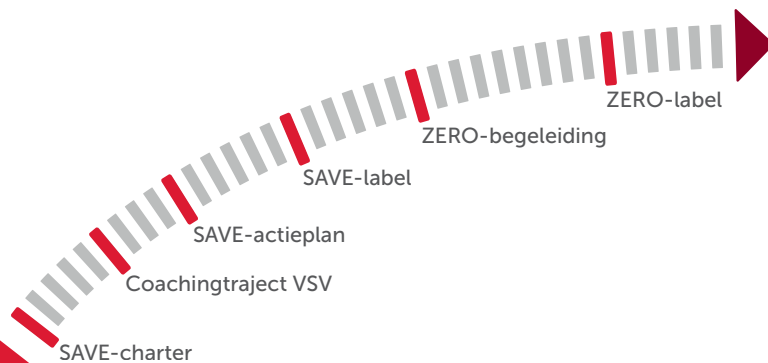 ZERO-label
ZERO-begeleiding
SAVE-label
SAVE-actieplan
Coachingtraject VSV
SAVE-charter